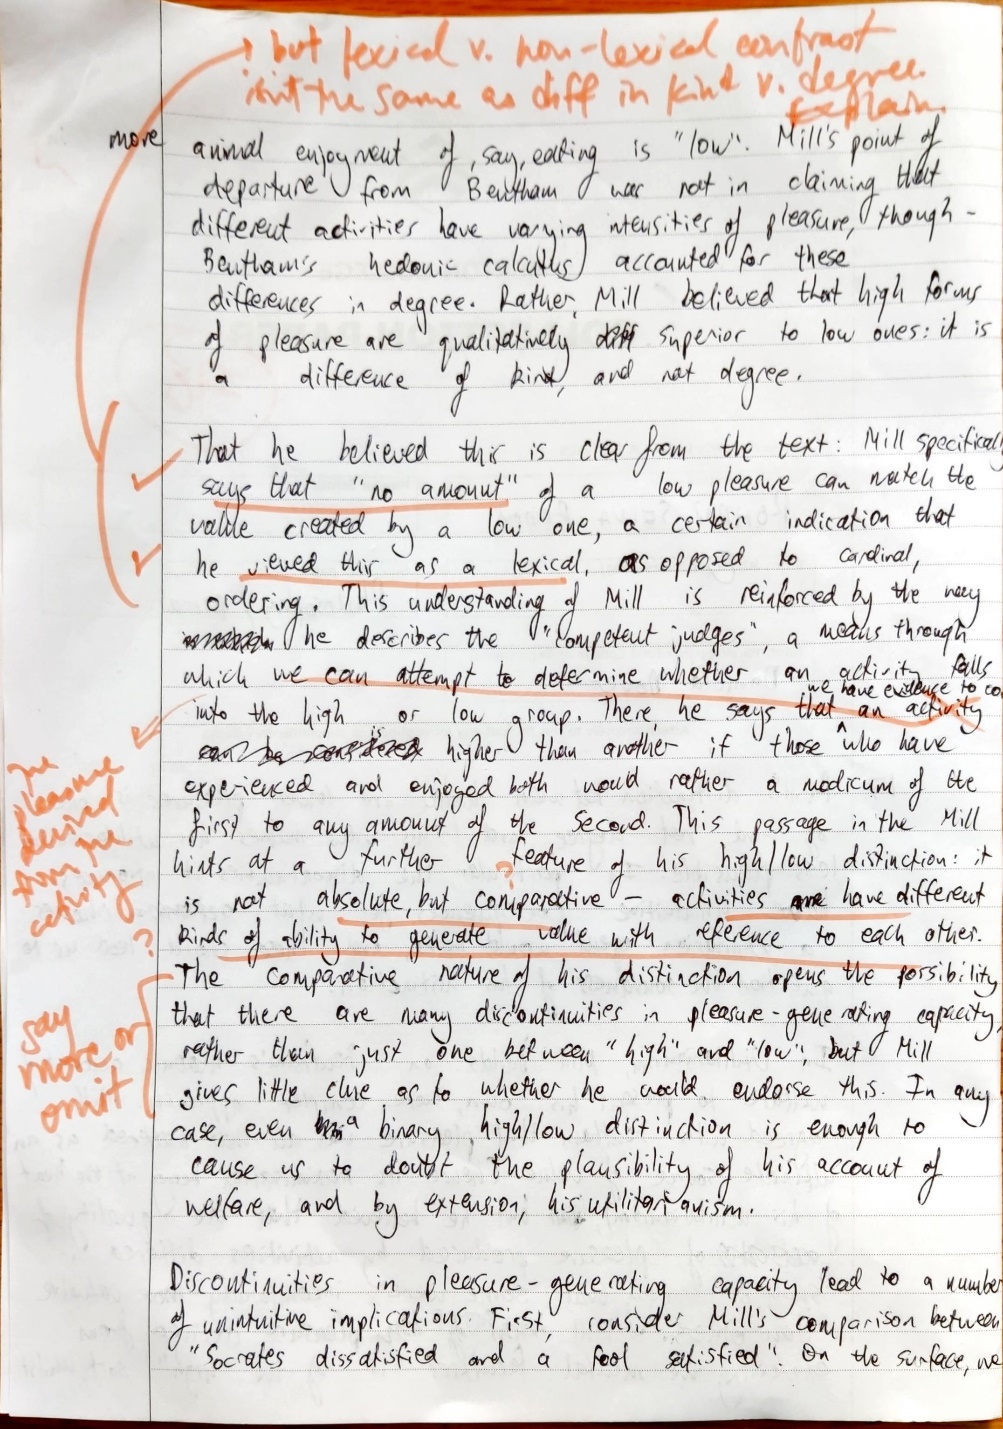 → but lexical v. non-lexical contrast
isn't the same as diff in kind v. degree.
explain.
more
animal enjoyment of, say, eating is "low". Mill's point of
departure from Bentham was not in claiming that
different activities have varying intensities of pleasure, though -
Bentham's hedonic calculus accounted for these
differences in degree. Rather, Mill believed that high forms
of pleasure are qualitatively superior to low ones: it is
a difference of kind, and not degree.
That he believed this is clear from the text: Mill specifically
says that "no amount" of a low pleasure can match the
value created by a low one, a certain indication that
he viewed this as a lexical, as opposed to cardinal,
ordering. This understanding of Mill is reinforced by the way
he describes the "competent judges", a means through
which we can attempt to determine whether an activity falls
we have evidence to co
into the high or low group. There, he says that an activity
is higher than another if those who have
experienced and enjoyed both would rather a modicum of the
first to any amount of the second. This passage in the Mill
hints at a further feature of his high/low distinction: it
?
is not absolute, but comparative - activities have different
kinds of ability to generate value with reference to each other.
The comparative nature of his distinction opens the possibility
that there are many discontinuities in pleasure-generating capacity,
rather than just one between "high" and "low", but Mill
gives little clue as to whether he would endorse this. In any
case, even a binary high/low distinction is enough to
cause us to doubt the plausibility of his account of
welfare, and by extension, his utilitarianism.
Discontinuities in pleasure-generating capacity lead to a number
of unintuitive implications. First, consider Mill's comparison between
"Socrates dissatisfied and a fool satisfied". On the surface, we
the
pleasure
derived
from the
activity
?
say
more or
omit